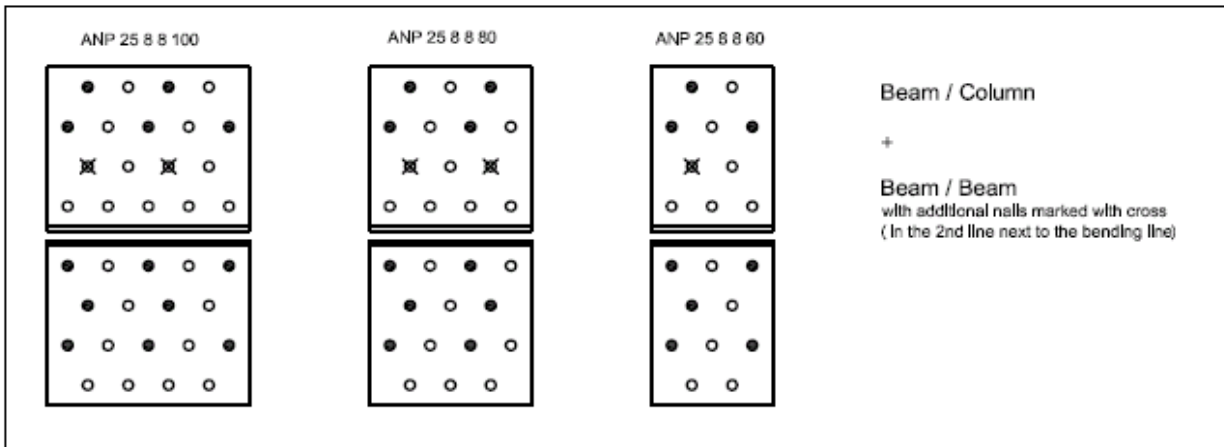 ANP 25 8 8 100
ANP 25 8 8 80
ANP 25 8 8 60
Beam / Column
+
Beam / Beam
with additional nails marked with cross
( in the 2nd line next to the bending line)